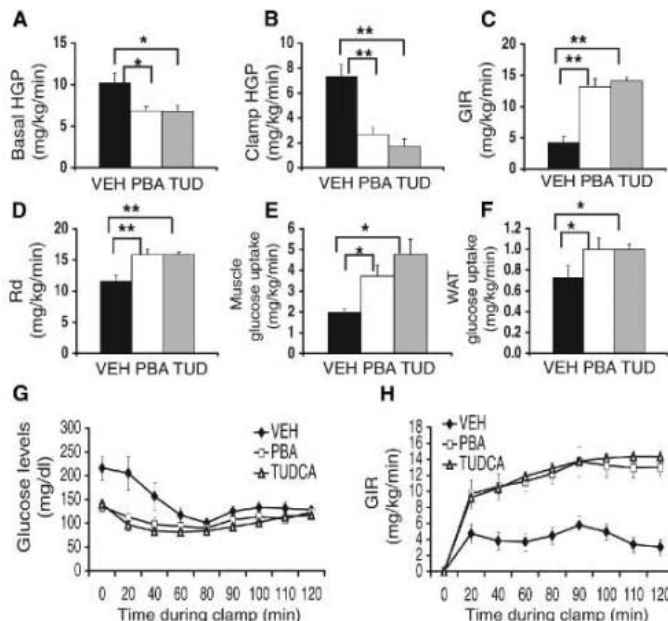 A
Basal HGP
(mg/kg/min)
15
10
5
0
*
*
VEH PBA TUD
B
Clamp HGP
(mg/kg/min)
10
8
6
4
2
0
**
**
VEH PBA TUD
C
GIR
(mg/kg/min)
20
15
10
5
0
**
**
VEH PBA TUD
D
Rd
(mg/kg/min)
20
15
10
5
0
**
**
VEH PBA TUD
E
Muscle
glucose uptake
(mg/kg/min)
8
6
4
2
0
*
*
VEH PBA TUD
F
WAT
glucose uptake
(mg/kg/min)
1.4
1.2
1.0
0.8
0.6
0.4
0.2
0.0
*
*
VEH PBA TUD
G
Glucose levels
(mg/dl)
300
250
200
150
100
50
0
VEH
PBA
TUDCA
0 20 40 60 80 90 100 110 120
Time during clamp (min)
H
GIR
(mg/kg/min)
18
16
14
12
10
8
6
4
2
0
VEH
PBA
TUDCA
0 20 40 60 80 90 100 110 120
Time during clamp (min)